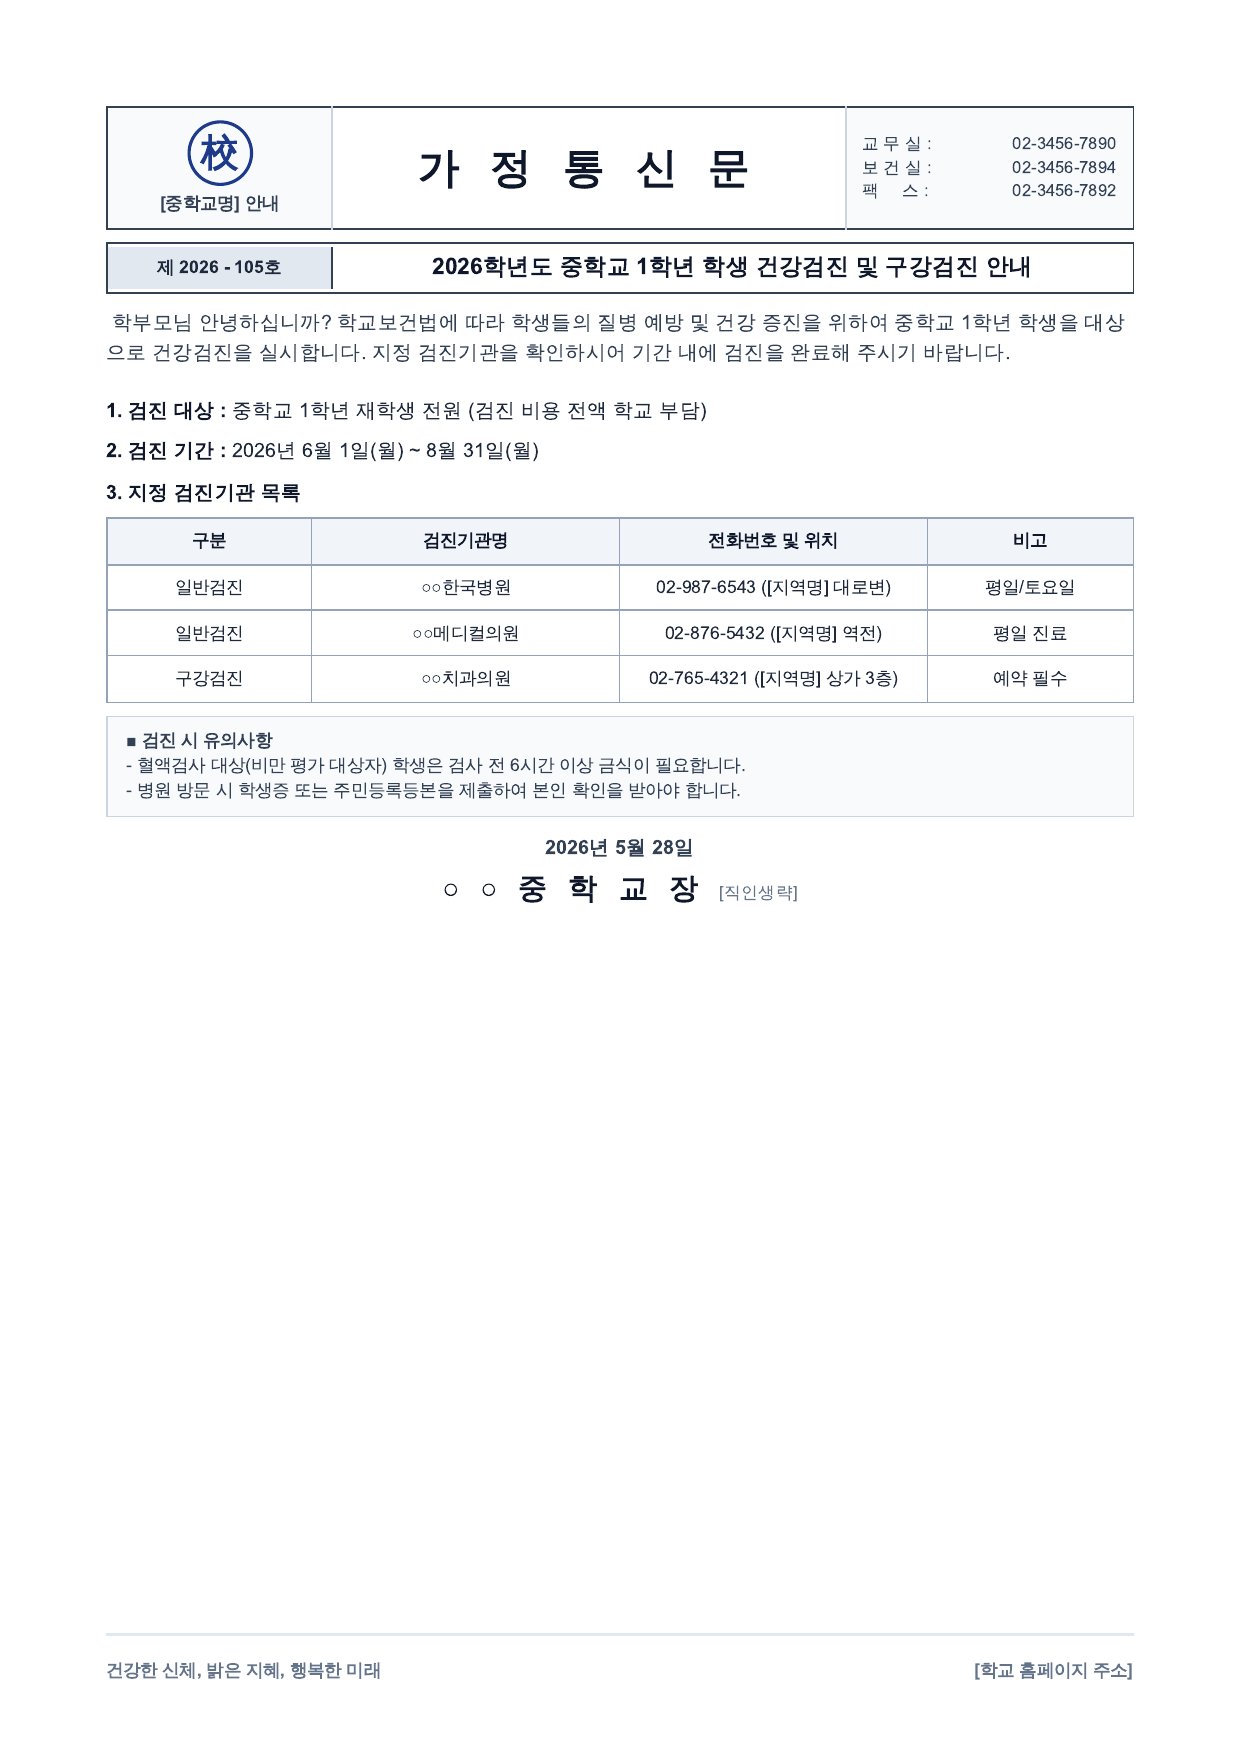 校
[중학교명] 안내
가 정 통 신 문
교 무 실 : 02-3456-7890
보 건 실 : 02-3456-7894
팩 스 : 02-3456-7892
제 2026 - 105호
2026학년도 중학교 1학년 학생 건강검진 및 구강검진 안내
학부모님 안녕하십니까? 학교보건법에 따라 학생들의 질병 예방 및 건강 증진을 위하여 중학교 1학년 학생을 대상
으로 건강검진을 실시합니다. 지정 검진기관을 확인하시어 기간 내에 검진을 완료해 주시기 바랍니다.
1. 검진 대상 : 중학교 1학년 재학생 전원 (검진 비용 전액 학교 부담)
2. 검진 기간 : 2026년 6월 1일(월) ~ 8월 31일(월)
3. 지정 검진기관 목록
구분 검진기관명 전화번호 및 위치 비고
일반검진 ○○한국병원 02-987-6543 ([지역명] 대로변) 평일/토요일
일반검진 ○○메디컬의원 02-876-5432 ([지역명] 역전) 평일 진료
구강검진 ○○치과의원 02-765-4321 ([지역명] 상가 3층) 예약 필수
■ 검진 시 유의사항
- 혈액검사 대상(비만 평가 대상자) 학생은 검사 전 6시간 이상 금식이 필요합니다.
- 병원 방문 시 학생증 또는 주민등록등본을 제출하여 본인 확인을 받아야 합니다.
2026년 5월 28일
○ ○ 중 학 교 장 [직인생략]
건강한 신체, 밝은 지혜, 행복한 미래
[학교 홈페이지 주소]